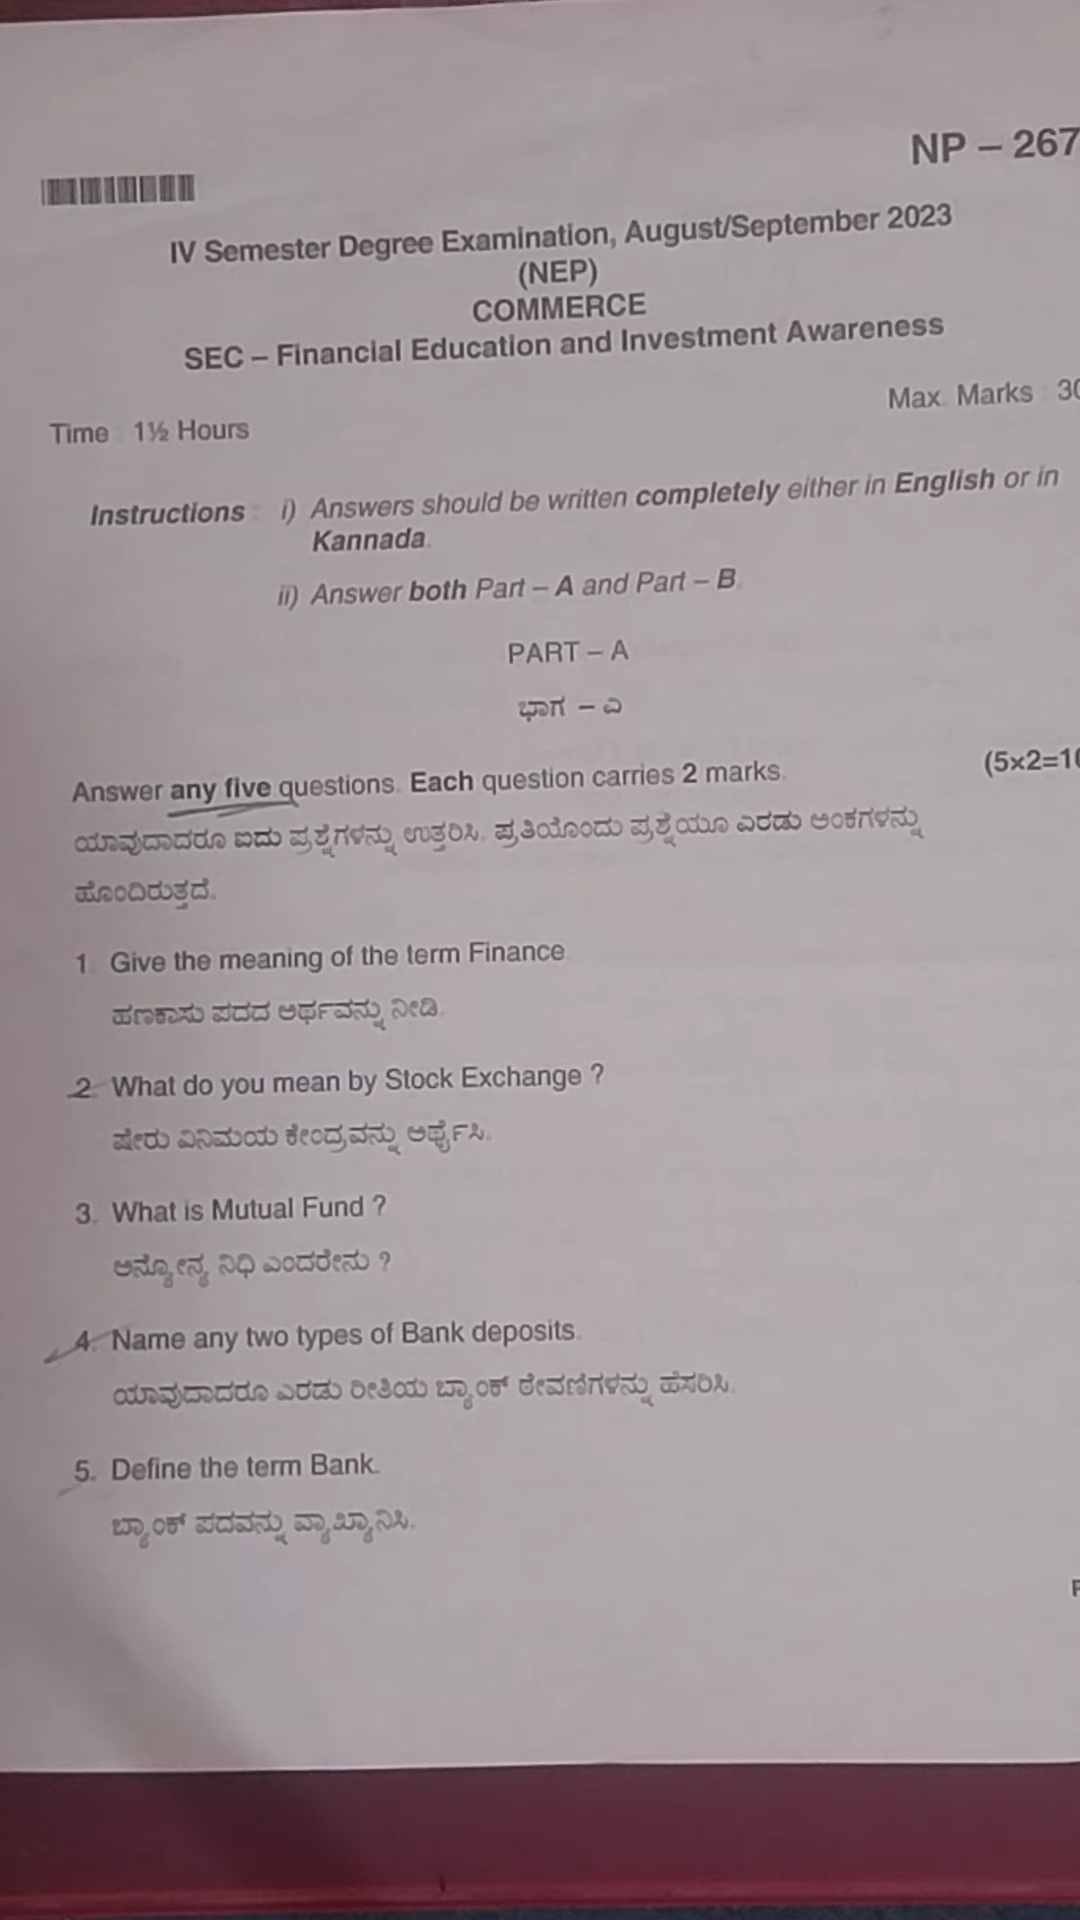 NP – 267
IV Semester Degree Examination, August/September 2023
(NEP)
COMMERCE
SEC – Financial Education and Investment Awareness
Max. Marks : 30
Time : 1½ Hours
Instructions : i) Answers should be written completely either in English or in
Kannada.
ii) Answer both Part – A and Part – B.
PART – A
ಭಾಗ – ಎ
Answer any five questions. Each question carries 2 marks. (5×2=10
ಯಾವುದಾದರೂ ಐದು ಪ್ರಶ್ನೆಗಳನ್ನು ಉತ್ತರಿಸಿ. ಪ್ರತಿಯೊಂದು ಪ್ರಶ್ನೆಯೂ ಎರಡು ಅಂಕಗಳನ್ನು
ಹೊಂದಿರುತ್ತದೆ.
1. Give the meaning of the term Finance.
ಹಣಕಾಸು ಪದದ ಅರ್ಥವನ್ನು ನೀಡಿ.
2. What do you mean by Stock Exchange ?
ಷೇರು ವಿನಿಮಯ ಕೇಂದ್ರವನ್ನು ಅರ್ಥೈಸಿ.
3. What is Mutual Fund ?
ಅನ್ಯೋನ್ಯ ನಿಧಿ ಎಂದರೇನು ?
4. Name any two types of Bank deposits.
ಯಾವುದಾದರೂ ಎರಡು ರೀತಿಯ ಬ್ಯಾಂಕ್ ಠೇವಣಿಗಳನ್ನು ಹೆಸರಿಸಿ.
5. Define the term Bank.
ಬ್ಯಾಂಕ್ ಪದವನ್ನು ವ್ಯಾಖ್ಯಾನಿಸಿ.